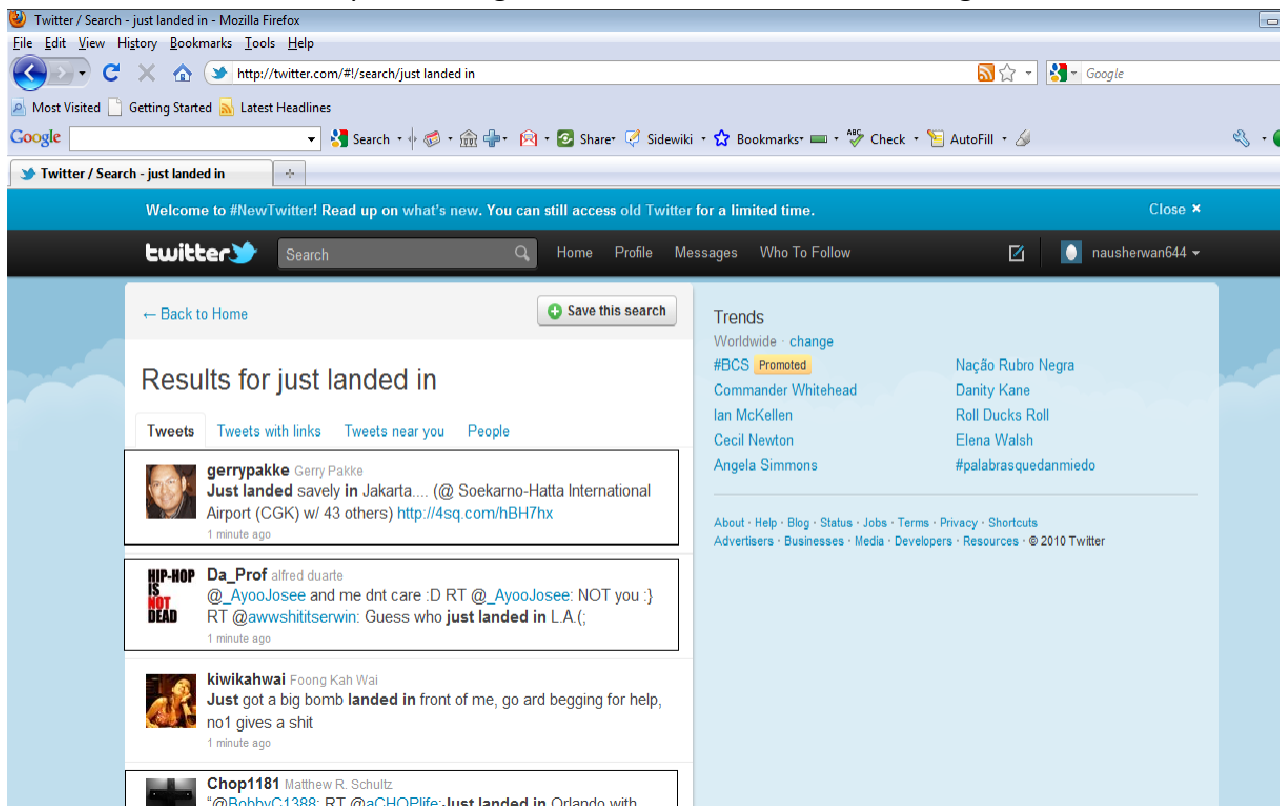 Twitter / Search - just landed in - Mozilla Firefox
File Edit View History Bookmarks Tools Help
http://twitter.com/#!/search/just landed in
Google
Most Visited Getting Started Latest Headlines
Google Search Share Sidewiki Bookmarks ABC Check AutoFill
Twitter / Search - just landed in
Welcome to #NewTwitter! Read up on what's new. You can still access old Twitter for a limited time. Close ×
twitter Search Home Profile Messages Who To Follow nausherwan644
← Back to Home
Save this search
Results for just landed in
Tweets Tweets with links Tweets near you People
gerrypakke Gerry Pakke
Just landed savely in Jakarta.... (@ Soekarno-Hatta International
Airport (CGK) w/ 43 others) http://4sq.com/hBH7hx
1 minute ago
HIP-HOP
IS
NOT
DEAD
Da_Prof alfred duarte
@_AyooJosee and me dnt care :D RT @_AyooJosee: NOT you :}
RT @awwshititserwin: Guess who just landed in L.A.(;
1 minute ago
kiwikahwai Foong Kah Wai
Just got a big bomb landed in front of me, go ard begging for help,
no1 gives a shit
1 minute ago
Chop1181 Matthew R. Schultz
"@BobbyC1388: RT @aCHOPlife: Just landed in Orlando with
Trends
Worldwide · change
#BCS Promoted
Commander Whitehead
Ian McKellen
Cecil Newton
Angela Simmons
Nação Rubro Negra
Danity Kane
Roll Ducks Roll
Elena Walsh
#palabrasquedanmiedo
About · Help · Blog · Status · Jobs · Terms · Privacy · Shortcuts
Advertisers · Businesses · Media · Developers · Resources · © 2010 Twitter